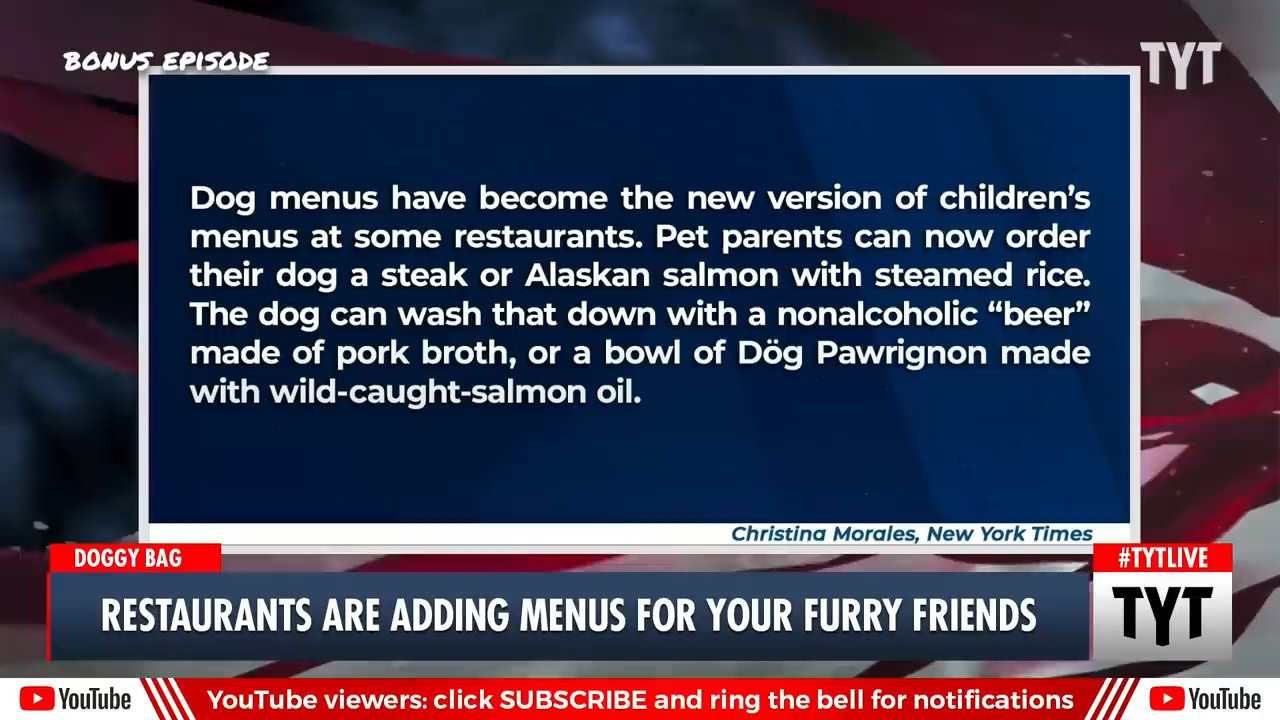 BONUS EPISODE
TYT
Dog menus have become the new version of children’s
menus at some restaurants. Pet parents can now order
their dog a steak or Alaskan salmon with steamed rice.
The dog can wash that down with a nonalcoholic “beer”
made of pork broth, or a bowl of Dög Pawrignon made
with wild-caught-salmon oil.
Christina Morales, New York Times
DOGGY BAG
#TYTLIVE
RESTAURANTS ARE ADDING MENUS FOR YOUR FURRY FRIENDS
TYT
YouTube
YouTube viewers: click SUBSCRIBE and ring the bell for notifications
YouTube